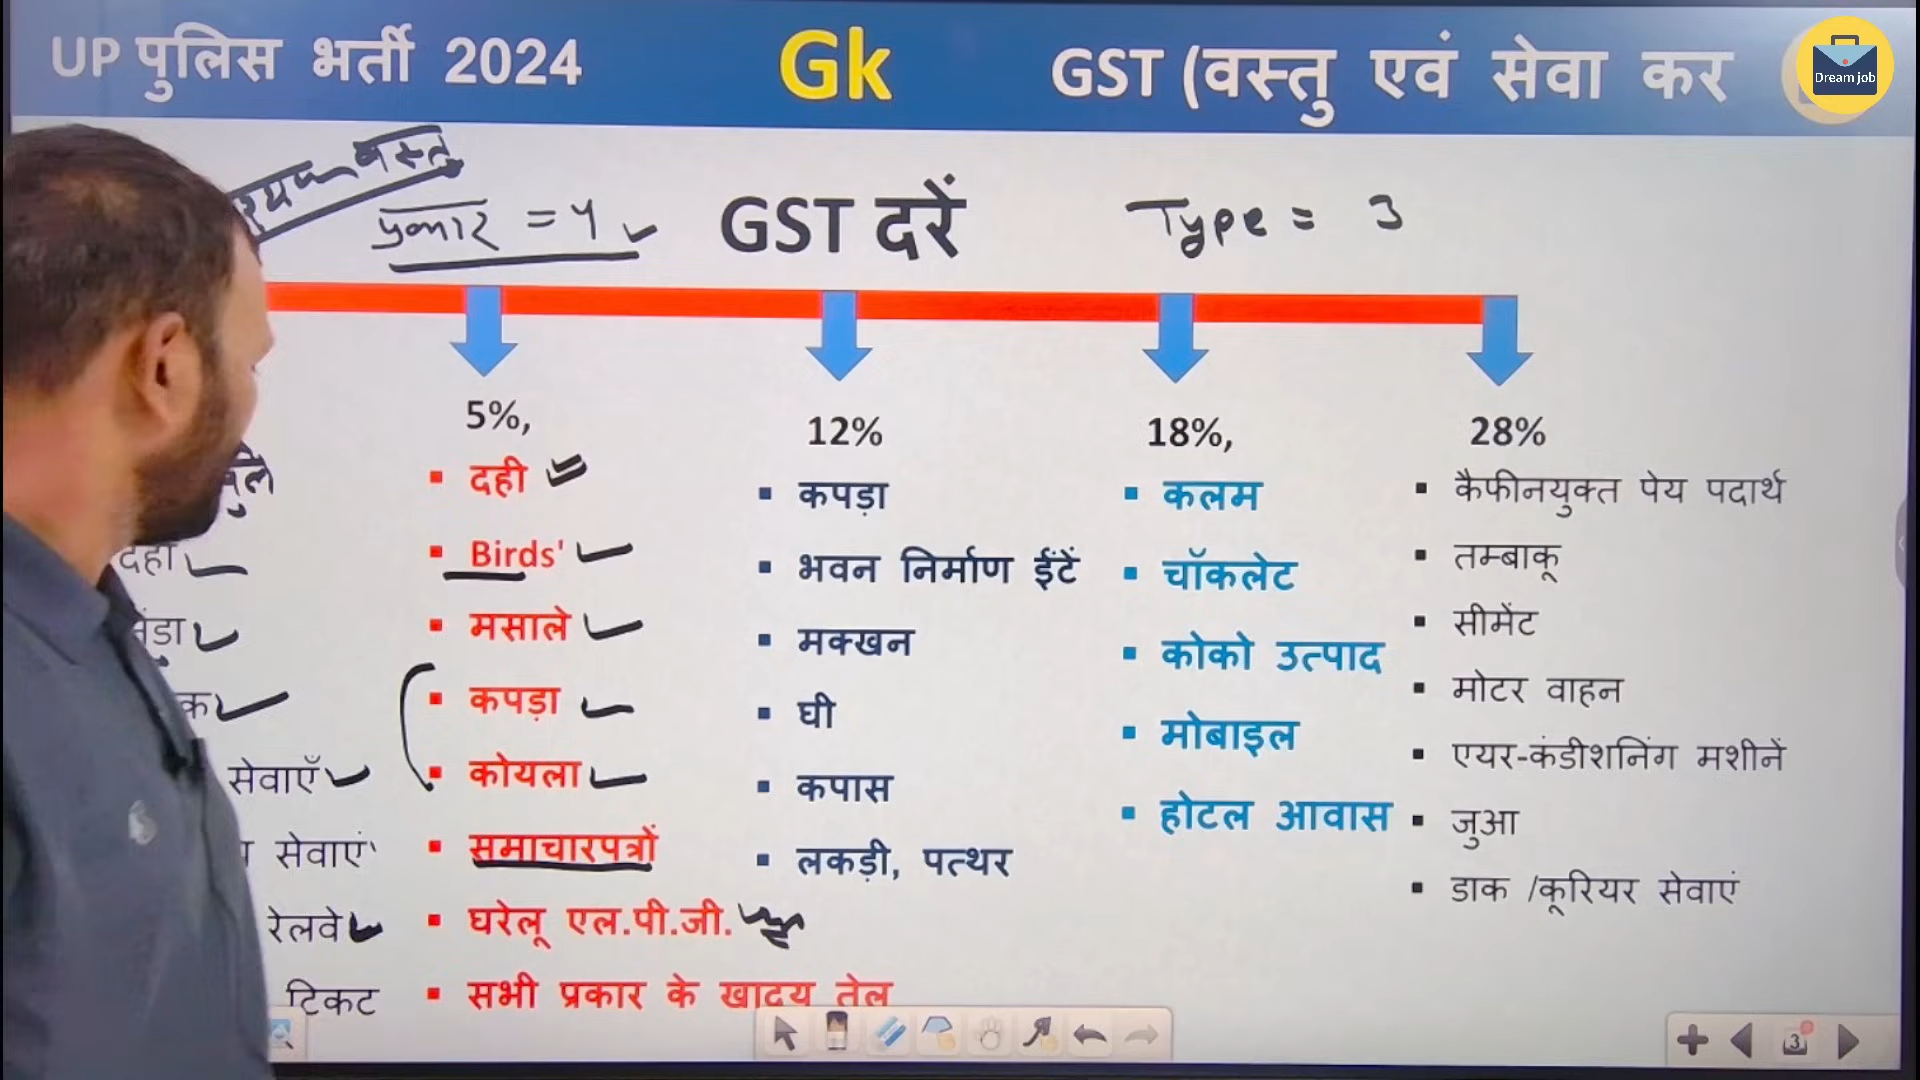 UP पुलिस भर्ती 2024 Gk GST (वस्तु एवं सेवा कर
Dream job
वस्तु
प्रकार = 4
GST दरें
Type = 3
5%,
12%
18%,
28%
सेवाएँ
सेवाएं
रेलवे
टिकट
दही
Birds'
मसाले
कपड़ा
कोयला
समाचारपत्रों
घरेलू एल.पी.जी.
सभी प्रकार के खाद्य तेल
कपड़ा
भवन निर्माण ईंटें
मक्खन
घी
कपास
लकड़ी, पत्थर
कलम
चॉकलेट
कोको उत्पाद
मोबाइल
होटल आवास
कैफीनयुक्त पेय पदार्थ
तम्बाकू
सीमेंट
मोटर वाहन
एयर-कंडीशनिंग मशीनें
जुआ
डाक /कूरियर सेवाएं
3